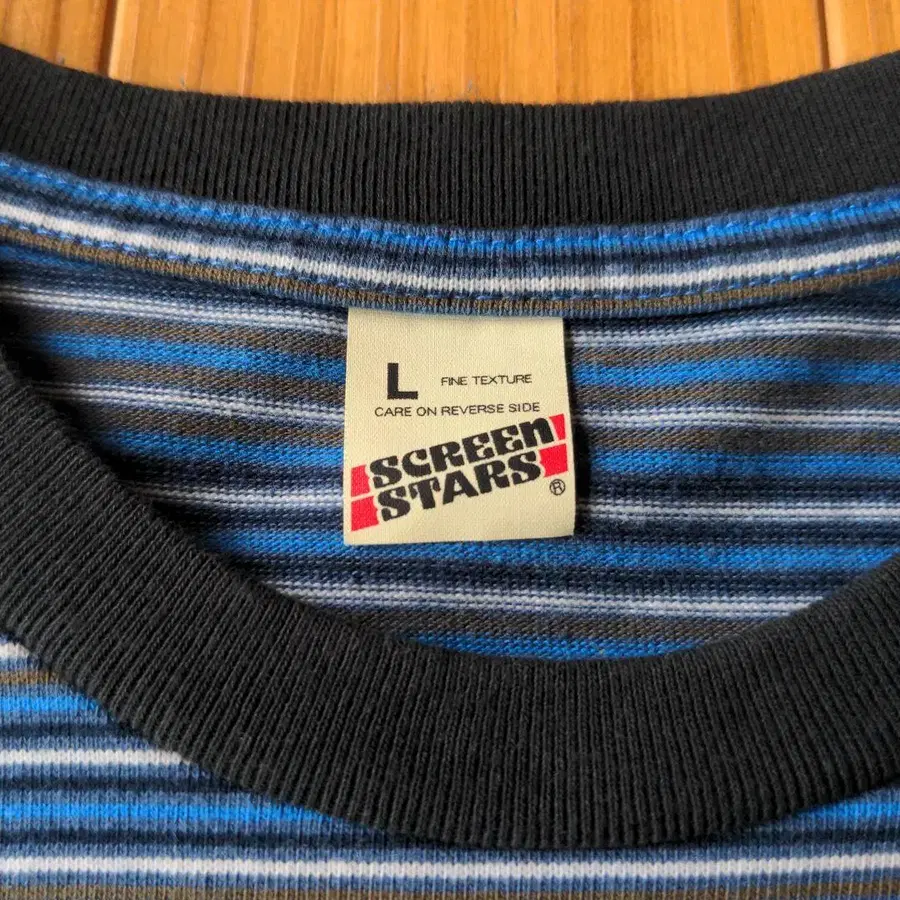 L FINE TEXTURE
CARE ON REVERSE SIDE
SCREEN
STARS ®